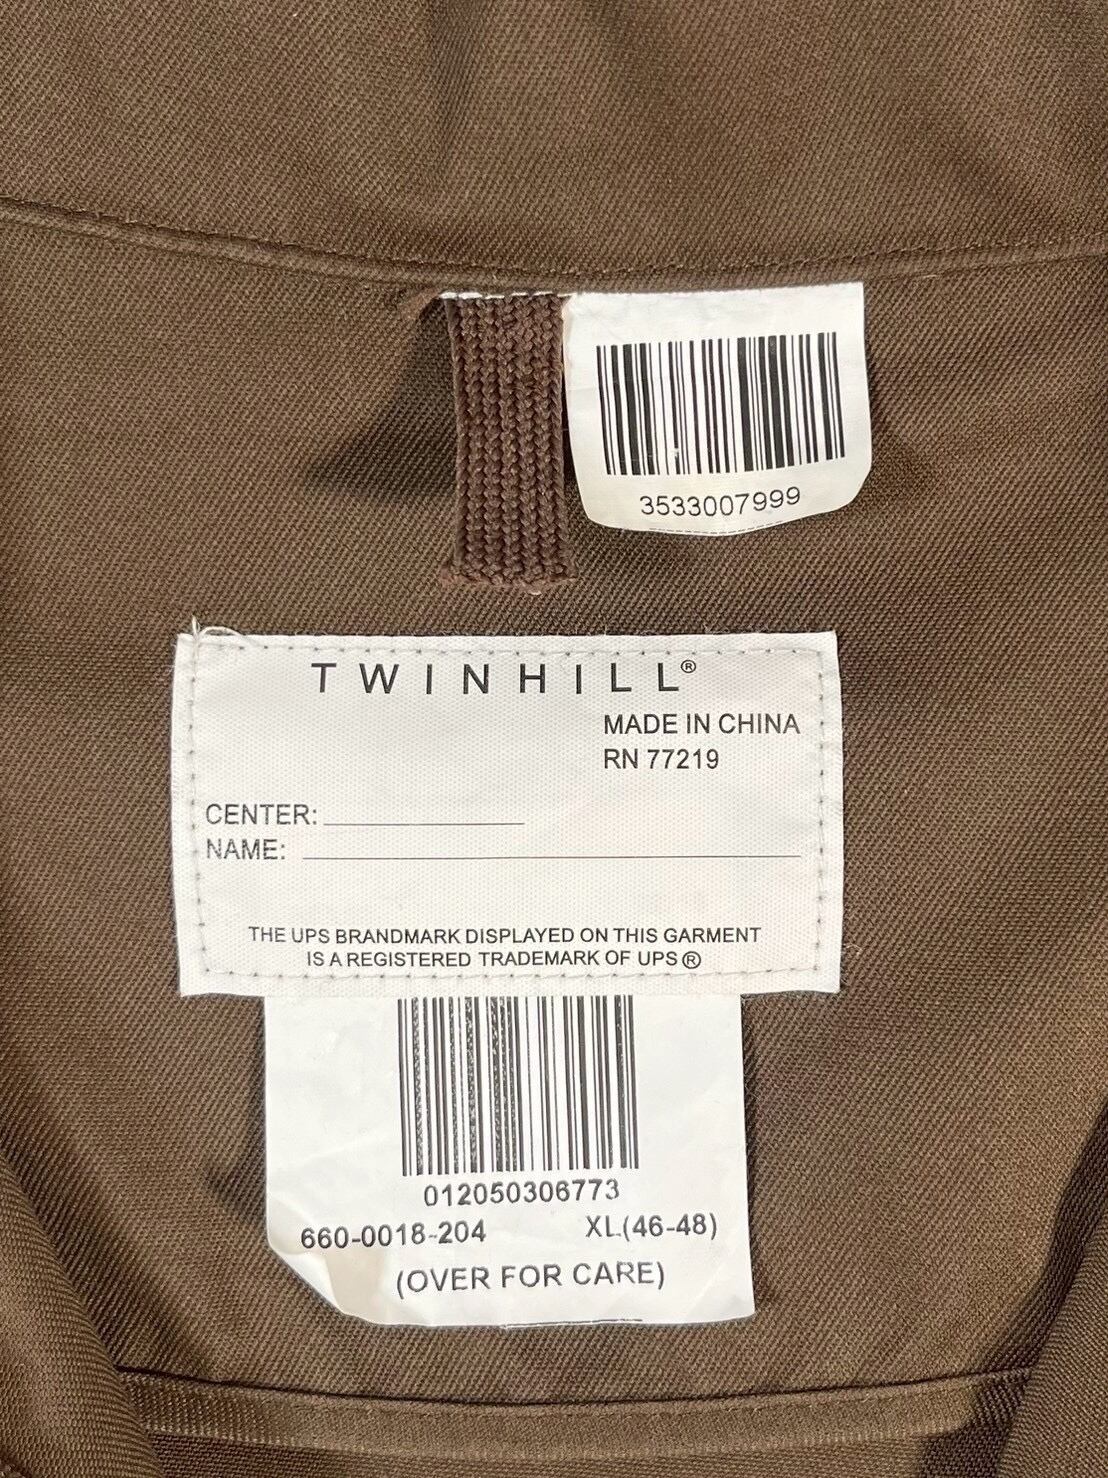 3533007999
TWINHILL®
MADE IN CHINA
RN 77219
CENTER:
NAME:
THE UPS BRANDMARK DISPLAYED ON THIS GARMENT
IS A REGISTERED TRADEMARK OF UPS®
012050306773
660-0018-204 XL(46-48)
(OVER FOR CARE)